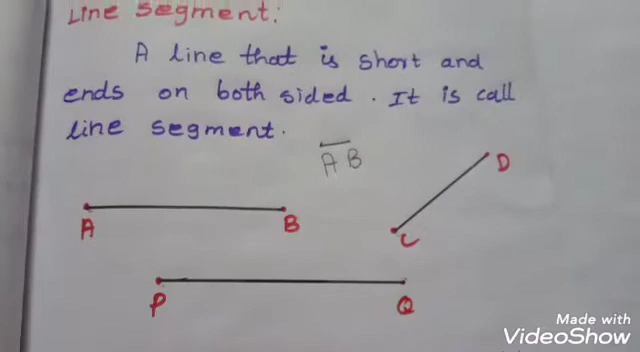 Line segment:
A line that is short and
ends on both sided. It is call
line segment.
AB
D
A
B
C
P
Q
Made with
VideoShow